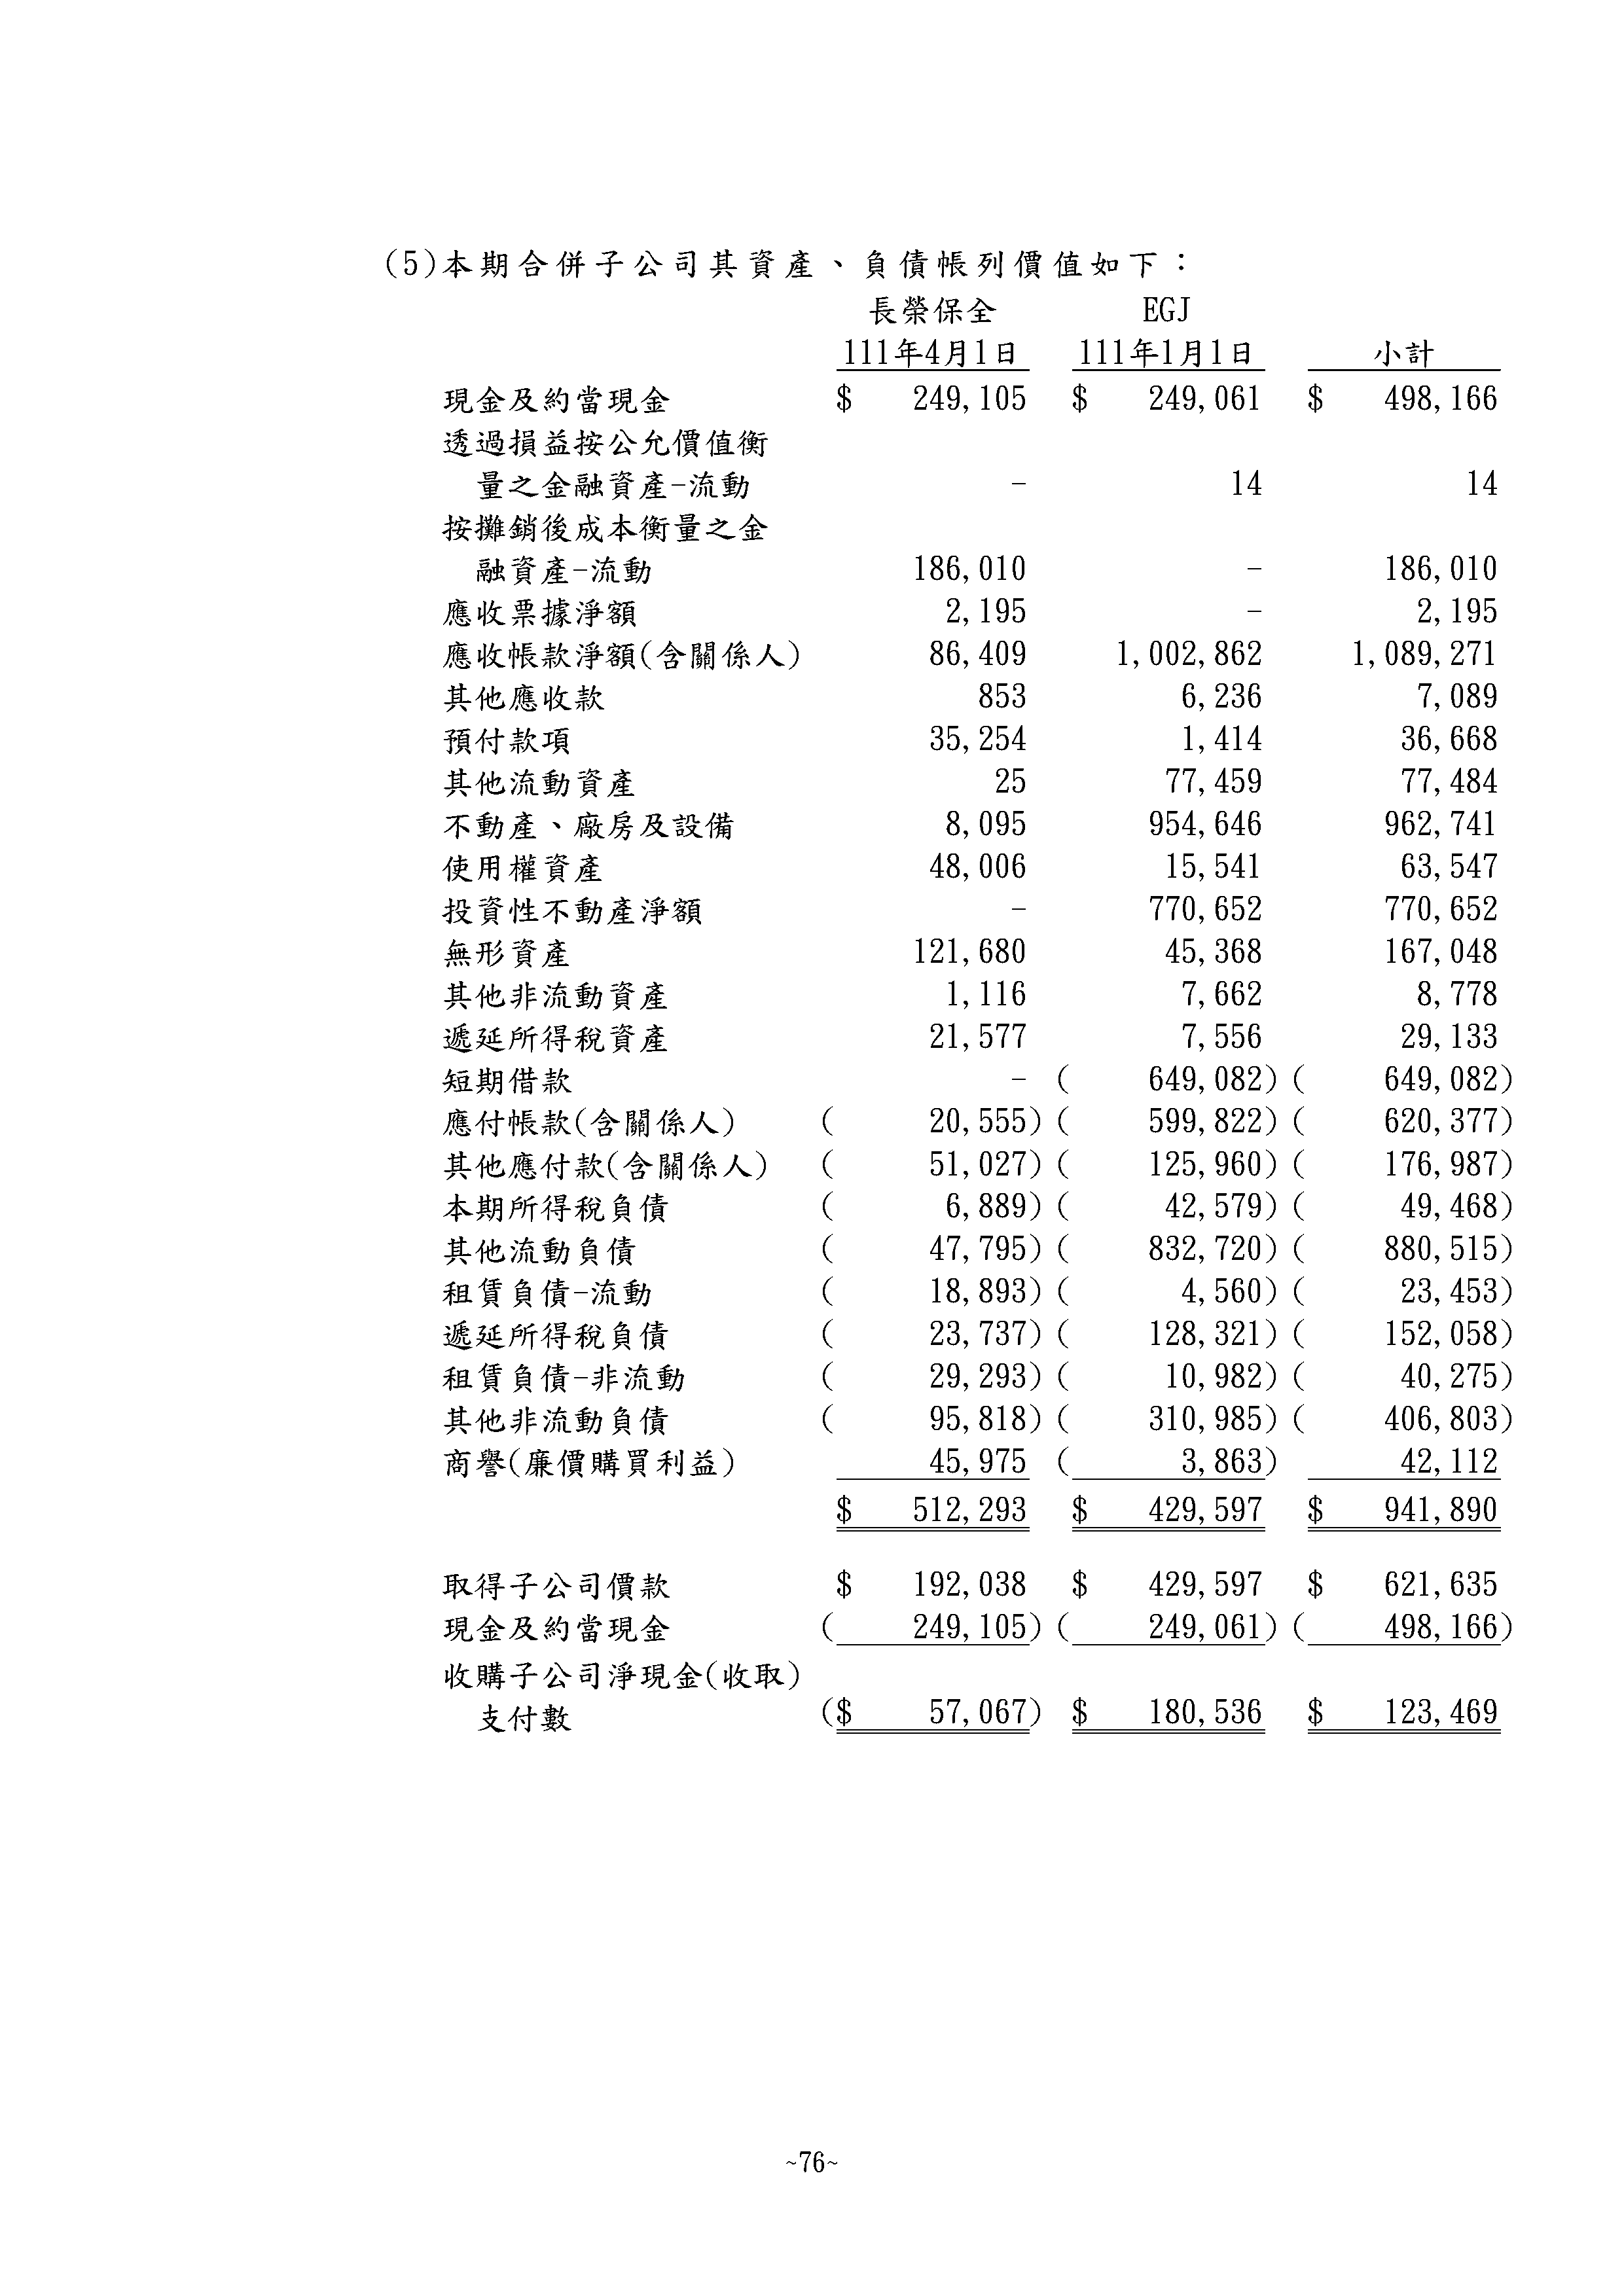 (5)本期合併子公司其資產、負債帳列價值如下：
長榮保全 EGJ
111年4月1日 111年1月1日 小計
現金及約當現金 $ 249,105 $ 249,061 $ 498,166
透過損益按公允價值衡
量之金融資產-流動 - 14 14
按攤銷後成本衡量之金
融資產-流動 186,010 - 186,010
應收票據淨額 2,195 - 2,195
應收帳款淨額(含關係人) 86,409 1,002,862 1,089,271
其他應收款 853 6,236 7,089
預付款項 35,254 1,414 36,668
其他流動資產 25 77,459 77,484
不動產、廠房及設備 8,095 954,646 962,741
使用權資產 48,006 15,541 63,547
投資性不動產淨額 - 770,652 770,652
無形資產 121,680 45,368 167,048
其他非流動資產 1,116 7,662 8,778
遞延所得稅資產 21,577 7,556 29,133
短期借款 - ( 649,082) ( 649,082)
應付帳款(含關係人) ( 20,555) ( 599,822) ( 620,377)
其他應付款(含關係人) ( 51,027) ( 125,960) ( 176,987)
本期所得稅負債 ( 6,889) ( 42,579) ( 49,468)
其他流動負債 ( 47,795) ( 832,720) ( 880,515)
租賃負債-流動 ( 18,893) ( 4,560) ( 23,453)
遞延所得稅負債 ( 23,737) ( 128,321) ( 152,058)
租賃負債-非流動 ( 29,293) ( 10,982) ( 40,275)
其他非流動負債 ( 95,818) ( 310,985) ( 406,803)
商譽(廉價購買利益) 45,975 ( 3,863) 42,112
$ 512,293 $ 429,597 $ 941,890
取得子公司價款 $ 192,038 $ 429,597 $ 621,635
現金及約當現金 ( 249,105) ( 249,061) ( 498,166)
收購子公司淨現金(收取)
支付數 ($ 57,067) $ 180,536 $ 123,469
~76~